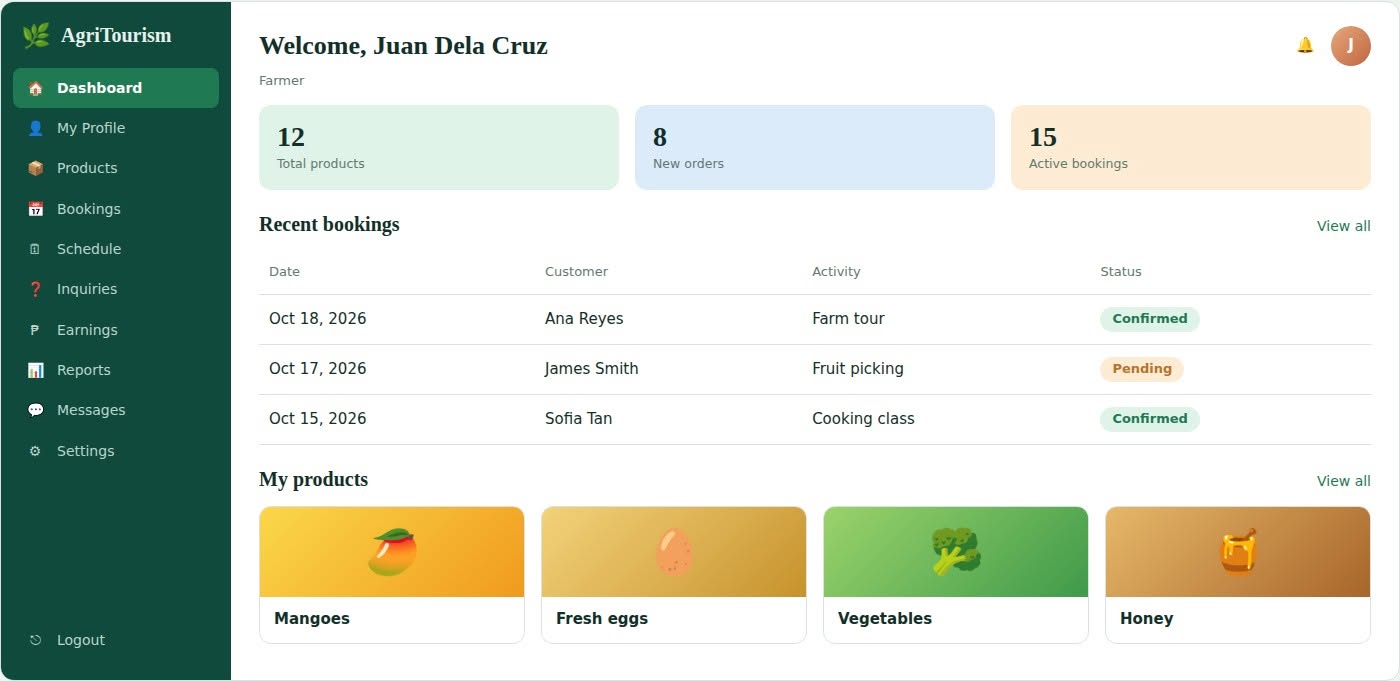 AgriTourism
Dashboard
My Profile
Products
Bookings
Schedule
Inquiries
₱ Earnings
Reports
Messages
Settings
Logout
Welcome, Juan Dela Cruz
J
Farmer
12
Total products
8
New orders
15
Active bookings
Recent bookings
View all
Date Customer Activity Status
Oct 18, 2026 Ana Reyes Farm tour Confirmed
Oct 17, 2026 James Smith Fruit picking Pending
Oct 15, 2026 Sofia Tan Cooking class Confirmed
My products
View all
Mangoes
Fresh eggs
Vegetables
Honey